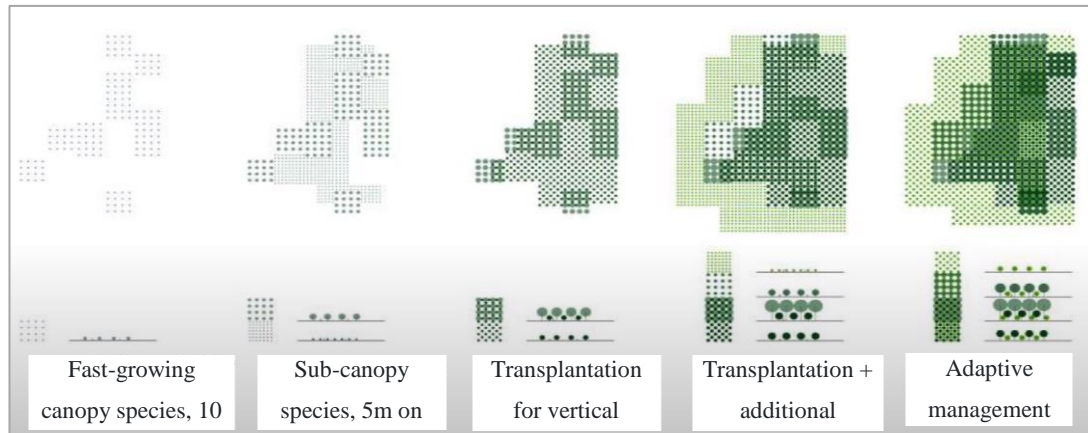 Fast-growing
canopy species, 10
Sub-canopy
species, 5m on
Transplantation
for vertical
Transplantation +
additional
Adaptive
management